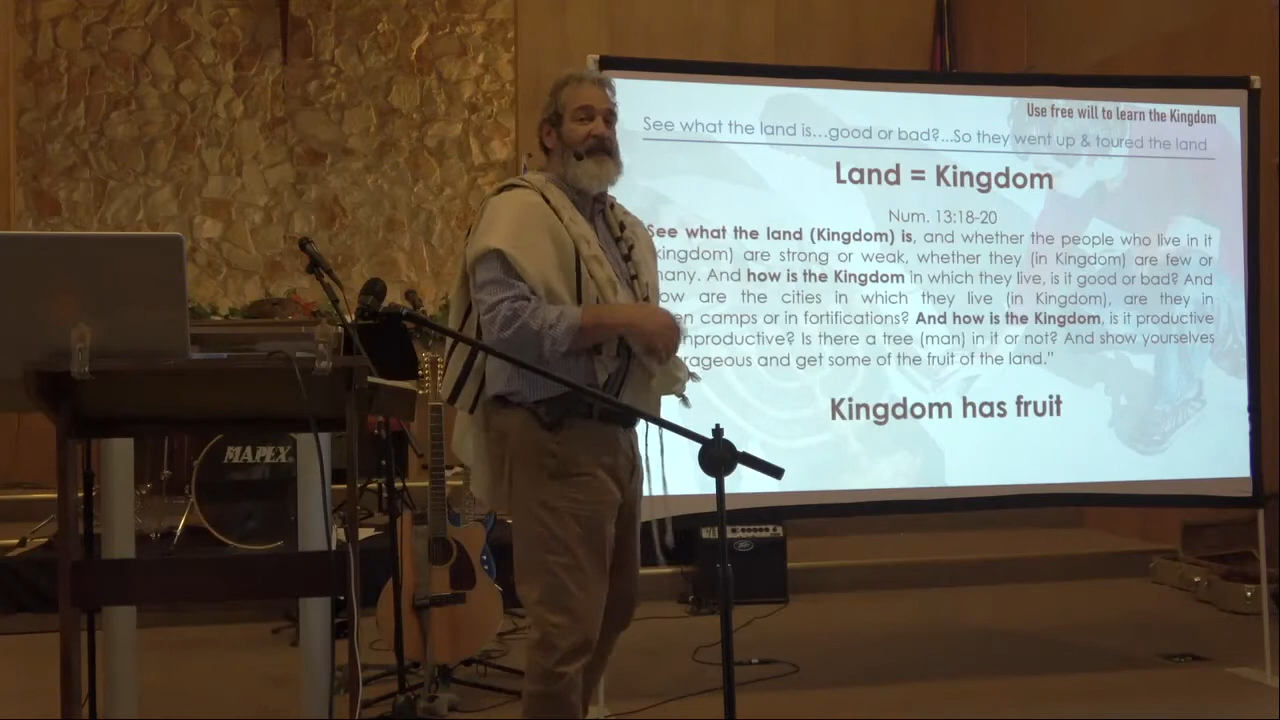 Use free will to learn the Kingdom
See what the land is...good or bad?...So they went up & toured the land
Land = Kingdom
Num. 13:18-20
See what the land (Kingdom) is, and whether the people who live in it
kingdom) are strong or weak, whether they (in Kingdom) are few or
many. And how is the Kingdom in which they live, is it good or bad? And
ow are the cities in which they live (in Kingdom), are they in
en camps or in fortifications? And how is the Kingdom, is it productive
nproductive? Is there a tree (man) in it or not? And show yourselves
rageous and get some of the fruit of the land."
Kingdom has fruit
MAPEX